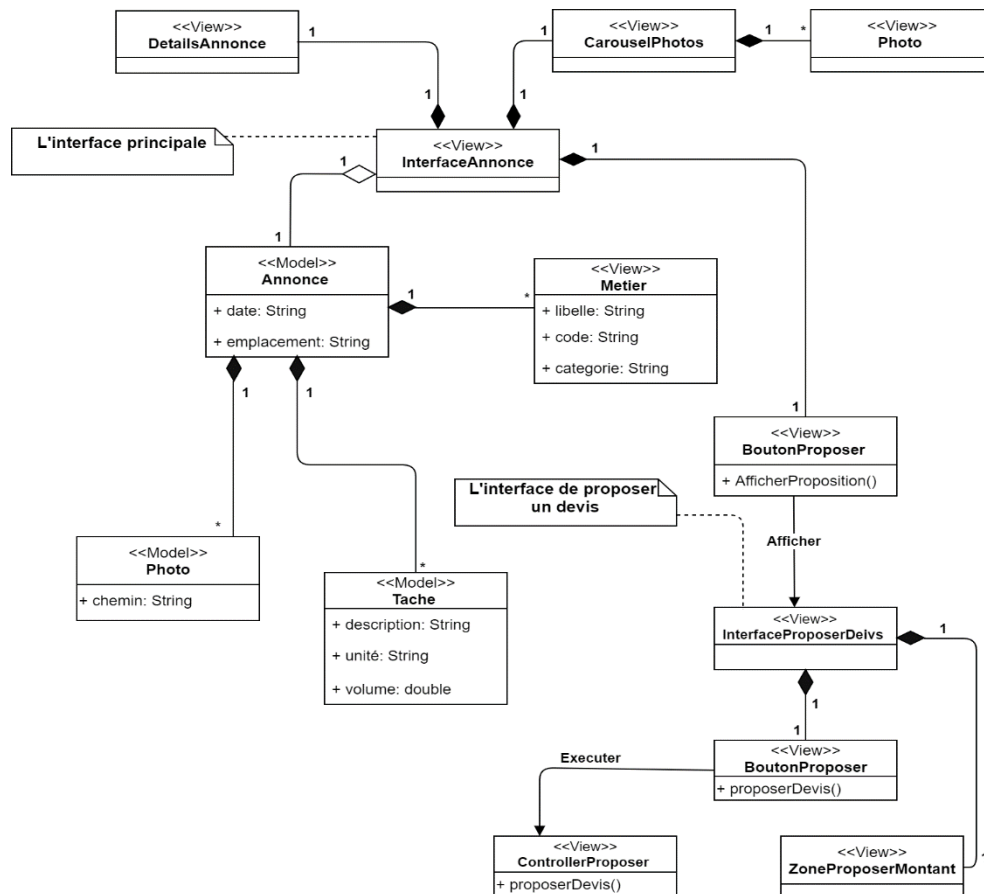 <<View>>
DetailsAnnonce
1
<<View>>
CarouselPhotos
1
1
*
<<View>>
Photo
1
1
L'interface principale
<<View>>
InterfaceAnnonce
1
1
1
<<Model>>
Annonce
+ date: String
+ emplacement: String
1
*
<<View>>
Metier
+ libelle: String
+ code: String
+ categorie: String
1
1
1
<<View>>
BoutonProposer
+ AfficherProposition()
L'interface de proposer
un devis
Afficher
*
<<Model>>
Photo
+ chemin: String
*
<<Model>>
Tache
+ description: String
+ unité: String
+ volume: double
<<View>>
InterfaceProposerDeivs
1
1
1
<<View>>
BoutonProposer
+ proposerDevis()
Executer
<<View>>
ControllerProposer
+ proposerDevis()
<<View>>
ZoneProposerMontant
1